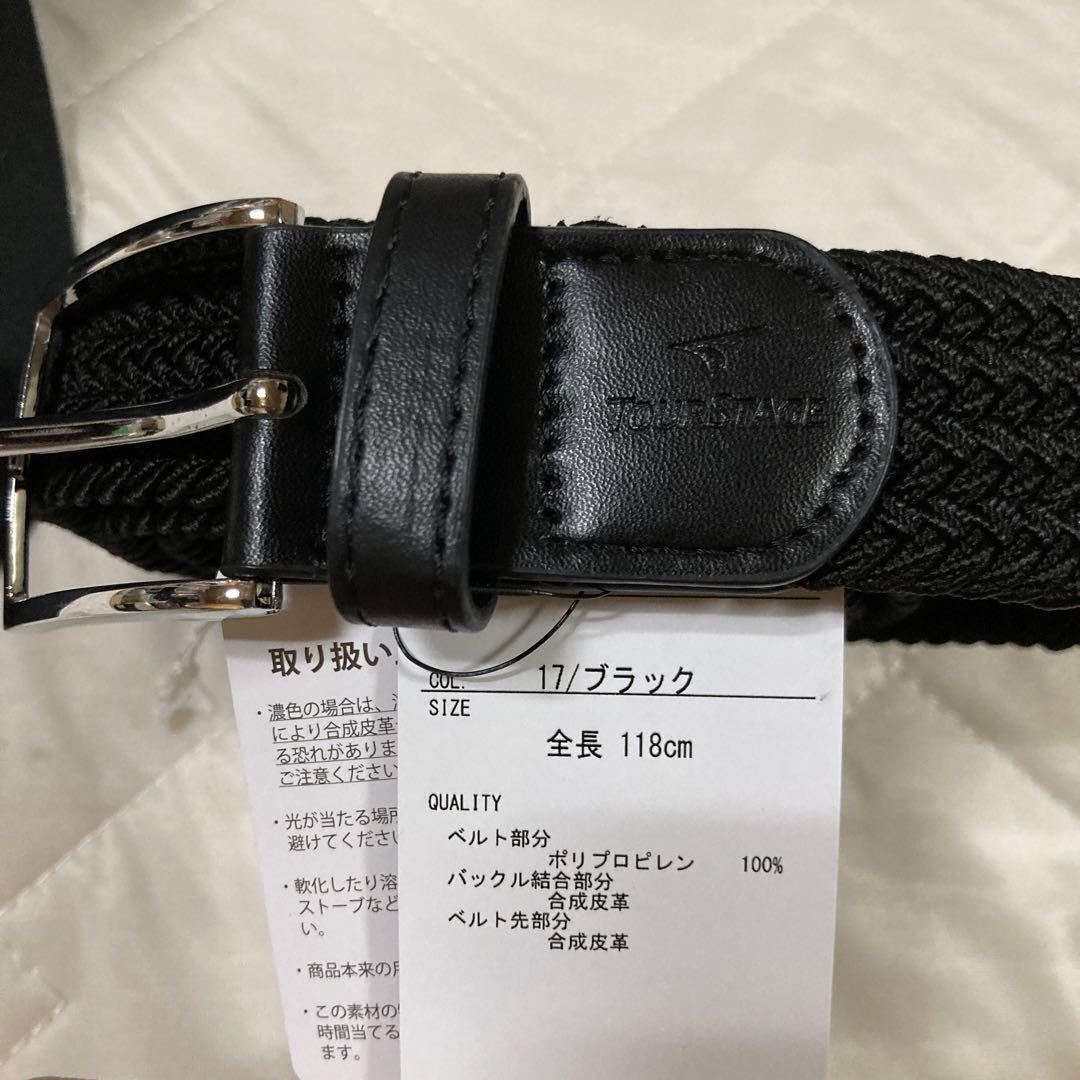 TOURSTAGE
COL. 17/ブラック
SIZE
全長 118cm
QUALITY
ベルト部分
ポリプロピレン 100%
バックル結合部分
合成皮革
ベルト先部分
合成皮革
取り扱い
・濃色の場合は、
により合成皮革
る恐れがありま
ご注意ください
・光が当たる場所
避けてくださ
・軟化したり溶
ストーブなど
い。
・商品本来の
・この素材の
時間当てる
ます。